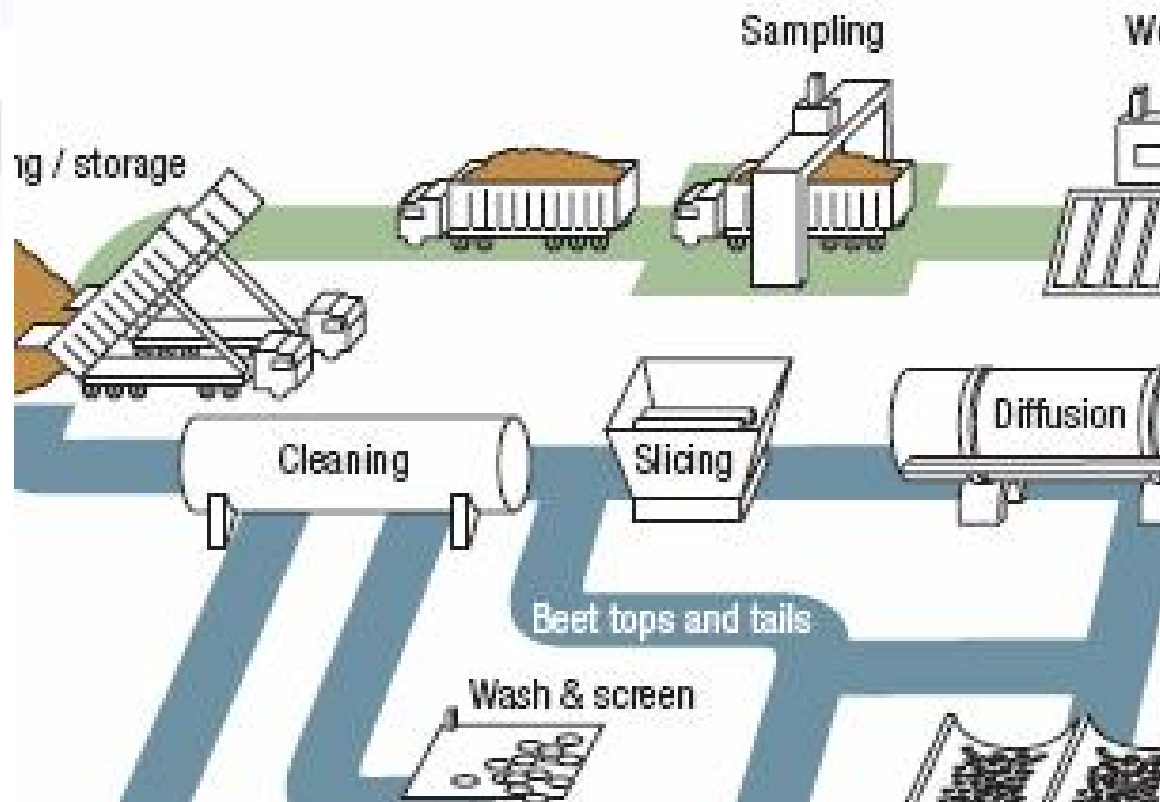 Sampling
/ storage
Diffusion
Cleaning
Slicing
Beet tops and tails
Wash & screen